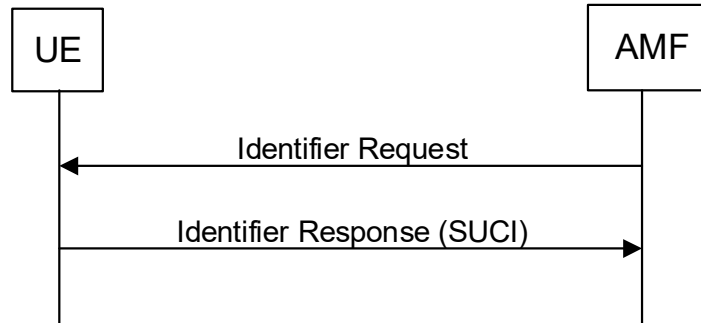 UE
AMF
Identifier Request
Identifier Response (SUCI)